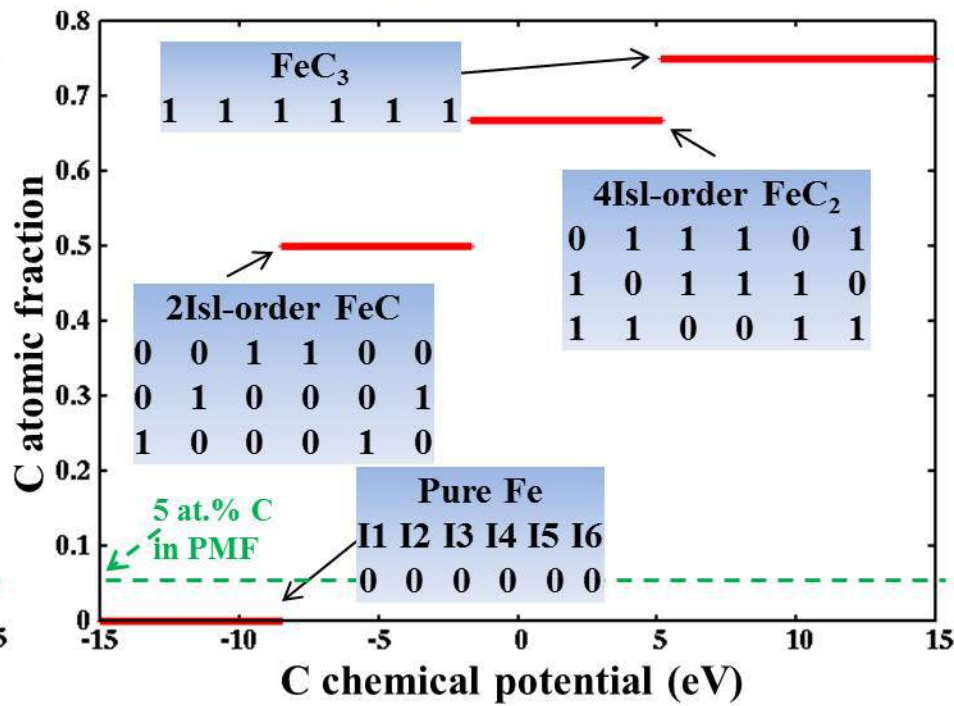 0.8
0.7
0.6
0.5
0.4
0.3
0.2
0.1
0
C atomic fraction
FeC₃
1 1 1 1 1 1
4Isl-order FeC₂
0 1 1 1 0 1
1 0 1 1 1 0
1 1 0 0 1 1
2Isl-order FeC
0 0 1 1 0 0
0 1 0 0 0 1
1 0 0 0 1 0
5 at.% C
in PMF
Pure Fe
I1 I2 I3 I4 I5 I6
0 0 0 0 0 0
5
-15 -10 -5 0 5 10 15
C chemical potential (eV)